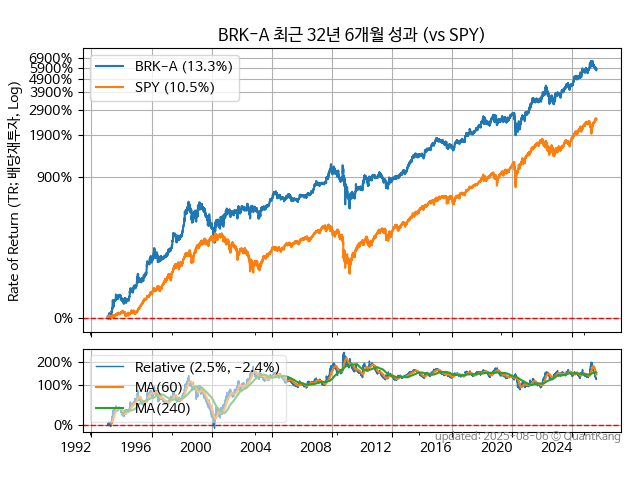 BRK-A 최근 32년 6개월 성과 (vs SPY)
Rate of Return (TR; 배당재투자, Log)
6900%
5900%
4900%
3900%
2900%
1900%
900%
0%
BRK-A (13.3%)
SPY (10.5%)
200%
100%
0%
Relative (2.5%, -2.4%)
MA(60)
MA(240)
1992 1996 2000 2004 2008 2012 2016 2020 2024
updated: 2025-08-06 © QuantKang